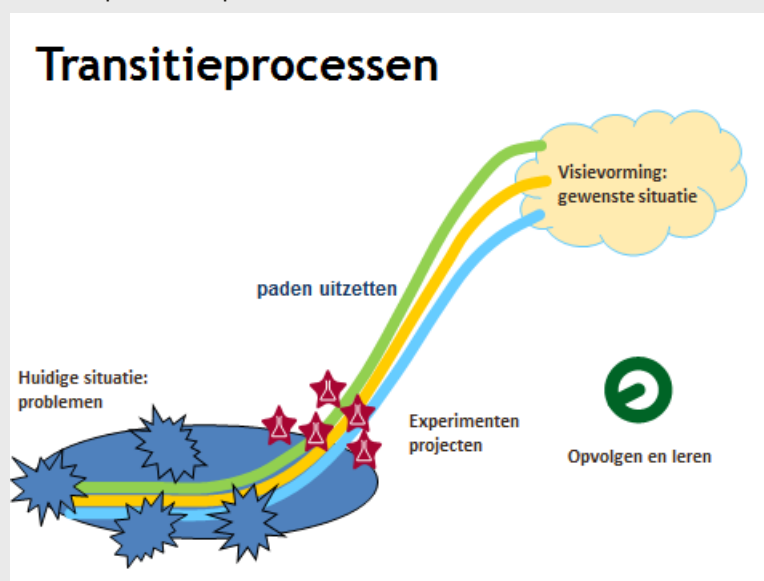 Transitieprocessen
Visievorming:
gewenste situatie
paden uitzetten
Huidige situatie:
problemen
Experimenten
projecten
Opvolgen en leren